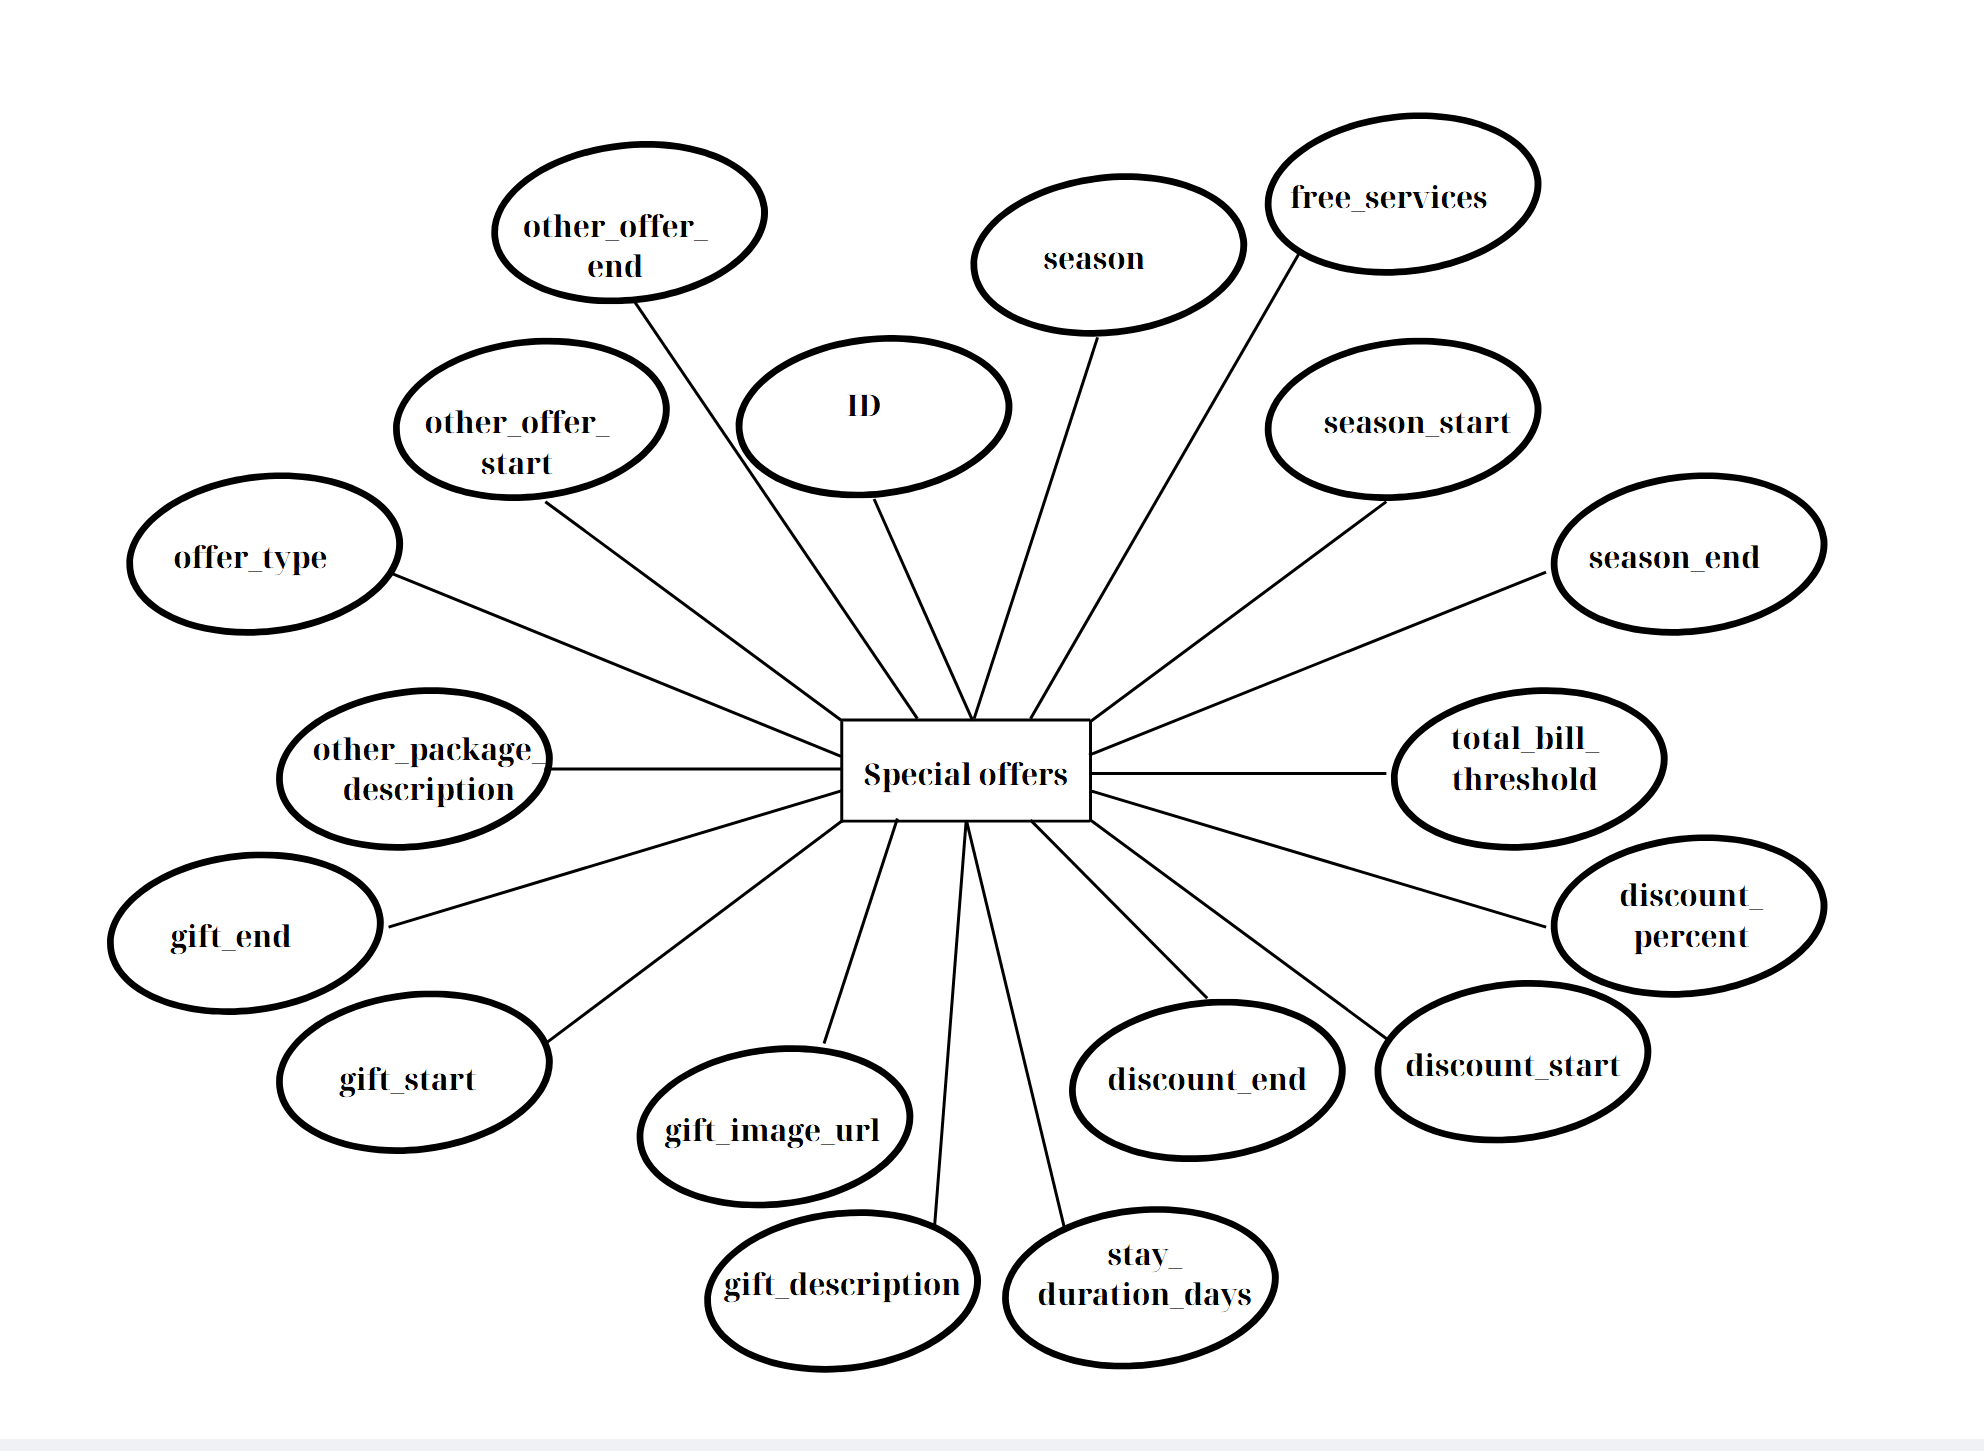 free_services
other_offer_
end
season
ID
other_offer_
start
season_start
offer_type
season_end
other_package_
description
Special offers
total_bill_
threshold
discount_
percent
gift_end
gift_start
discount_end
discount_start
gift_image_url
gift_description
stay_
duration_days